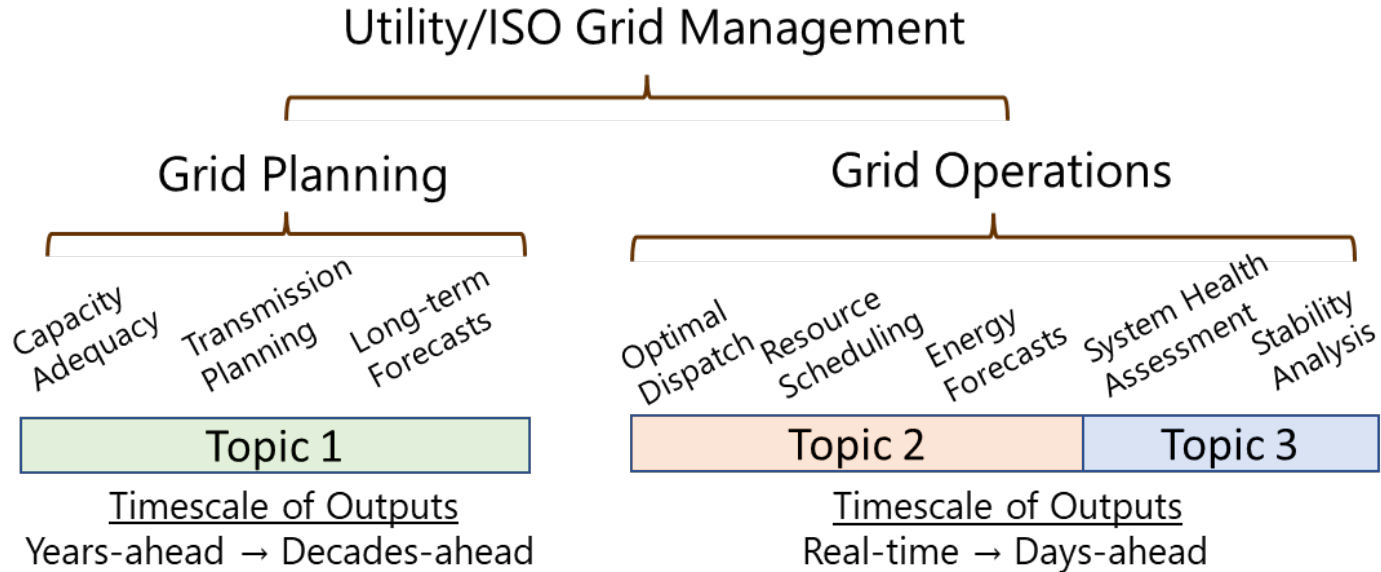 Utility/ISO Grid Management
Grid Planning
Grid Operations
Capacity
Adequacy
Transmission
Planning
Long-term
Forecasts
Optimal
Dispatch
Resource
Scheduling
Energy
Forecasts
System Health
Assessment
Stability
Analysis
Topic 1
Topic 2
Topic 3
Timescale of Outputs
Years-ahead → Decades-ahead
Timescale of Outputs
Real-time → Days-ahead